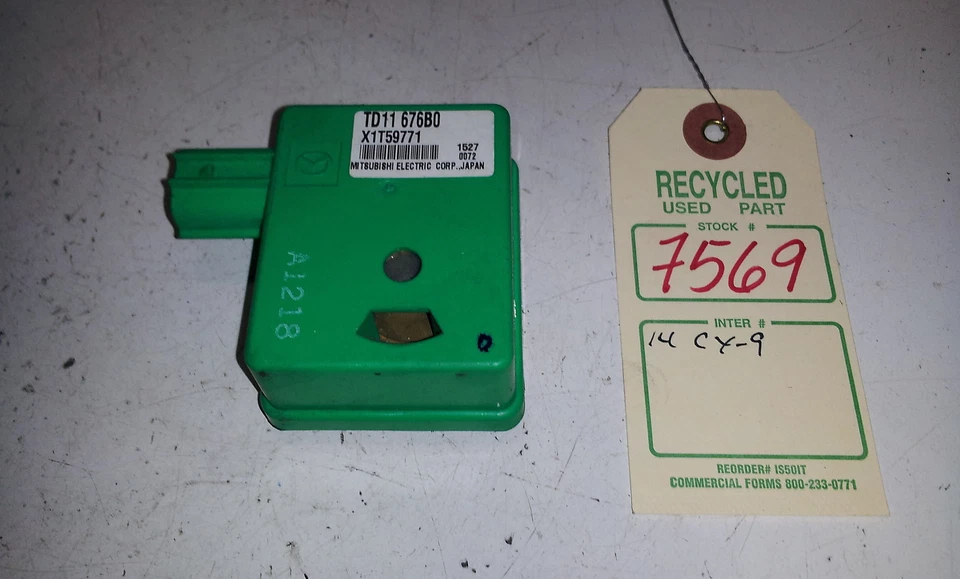 TD11 676B0
X1T59771
1527
0072
MITSUBISHI ELECTRIC CORP.,JAPAN
A1218
RECYCLED
USED PART
STOCK #
7569
INTER #
14 CX-9
REORDER# IS50IT
COMMERCIAL FORMS 800-233-0771